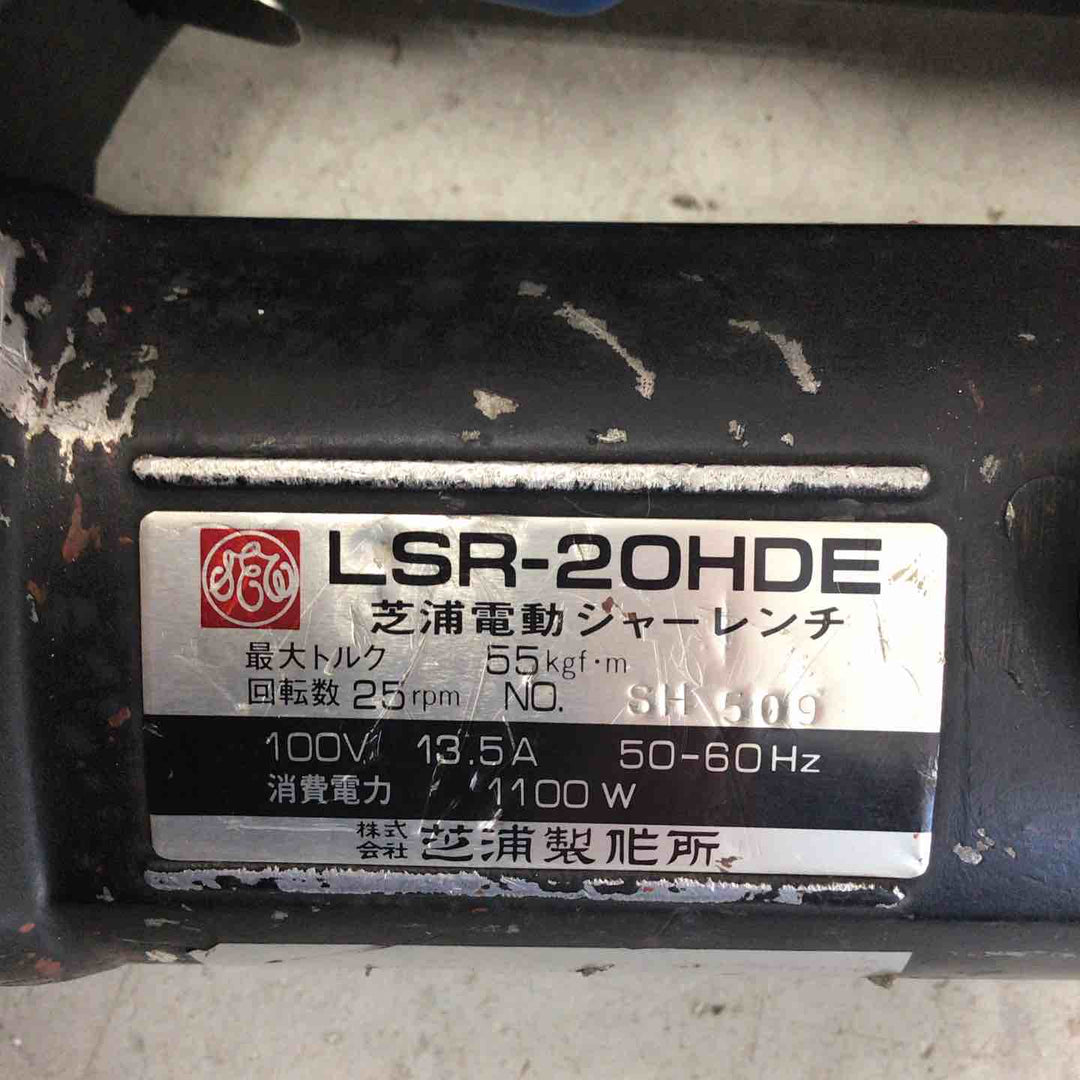 LSR-20HDE
芝浦電動シャーレンチ
最大トルク 55kgf·m
回転数 25rpm NO. SH 509
100V 13.5A 50-60Hz
消費電力 1100W
株式会社 芝浦製作所